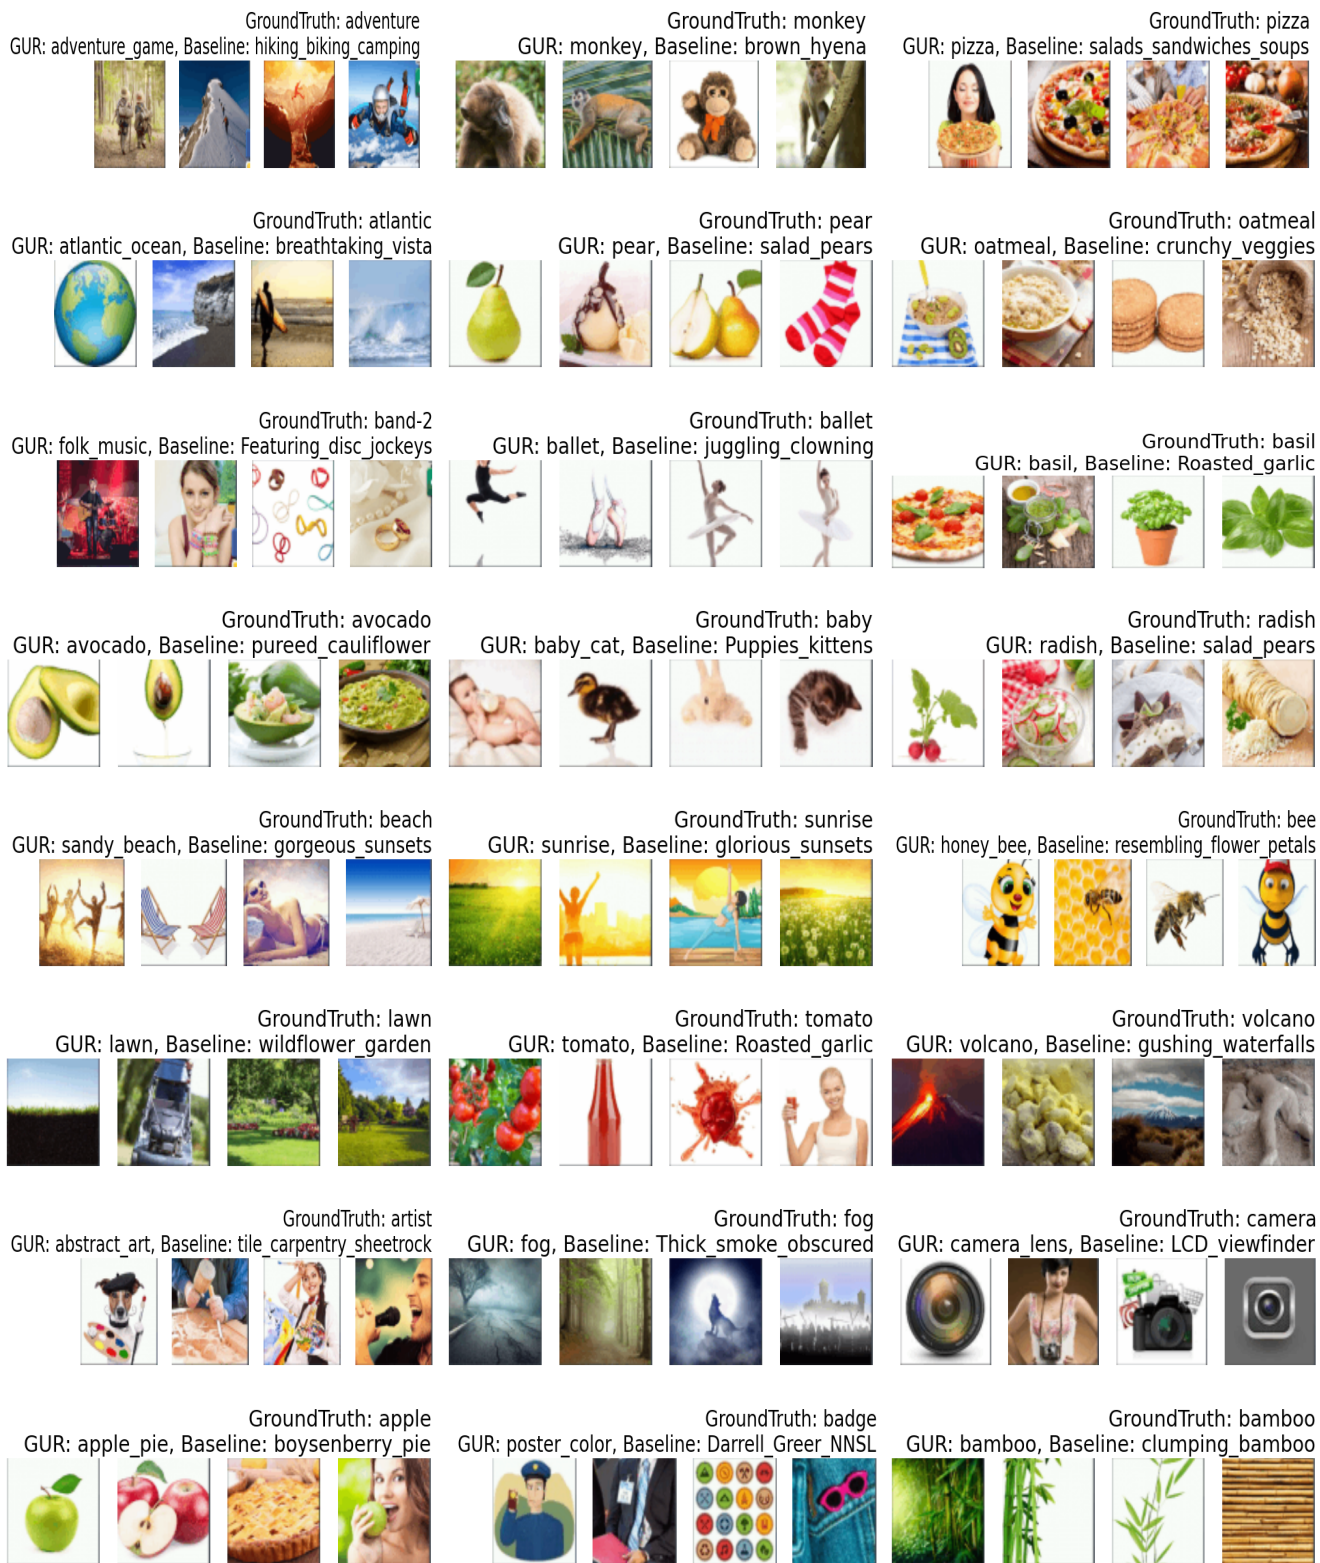 GroundTruth: adventure
GUR: adventure_game, Baseline: hiking_biking_camping
GroundTruth: monkey
GUR: monkey, Baseline: brown_hyena
GroundTruth: pizza
GUR: pizza, Baseline: salads_sandwiches_soups
GroundTruth: atlantic
GUR: atlantic_ocean, Baseline: breathtaking_vista
GroundTruth: pear
GUR: pear, Baseline: salad_pears
GroundTruth: oatmeal
GUR: oatmeal, Baseline: crunchy_veggies
GroundTruth: band-2
GUR: folk_music, Baseline: Featuring_disc_jockeys
GroundTruth: ballet
GUR: ballet, Baseline: juggling_clowning
GroundTruth: basil
GUR: basil, Baseline: Roasted_garlic
GroundTruth: avocado
GUR: avocado, Baseline: pureed_cauliflower
GroundTruth: baby
GUR: baby_cat, Baseline: Puppies_kittens
GroundTruth: radish
GUR: radish, Baseline: salad_pears
GroundTruth: beach
GUR: sandy_beach, Baseline: gorgeous_sunsets
GroundTruth: sunrise
GUR: sunrise, Baseline: glorious_sunsets
GroundTruth: bee
GUR: honey_bee, Baseline: resembling_flower_petals
GroundTruth: lawn
GUR: lawn, Baseline: wildflower_garden
GroundTruth: tomato
GUR: tomato, Baseline: Roasted_garlic
GroundTruth: volcano
GUR: volcano, Baseline: gushing_waterfalls
GroundTruth: artist
GUR: abstract_art, Baseline: tile_carpentry_sheetrock
GroundTruth: fog
GUR: fog, Baseline: Thick_smoke_obscured
GroundTruth: camera
GUR: camera_lens, Baseline: LCD_viewfinder
GroundTruth: apple
GUR: apple_pie, Baseline: boysenberry_pie
GroundTruth: badge
GUR: poster_color, Baseline: Darrell_Greer_NNSL
GroundTruth: bamboo
GUR: bamboo, Baseline: clumping_bamboo